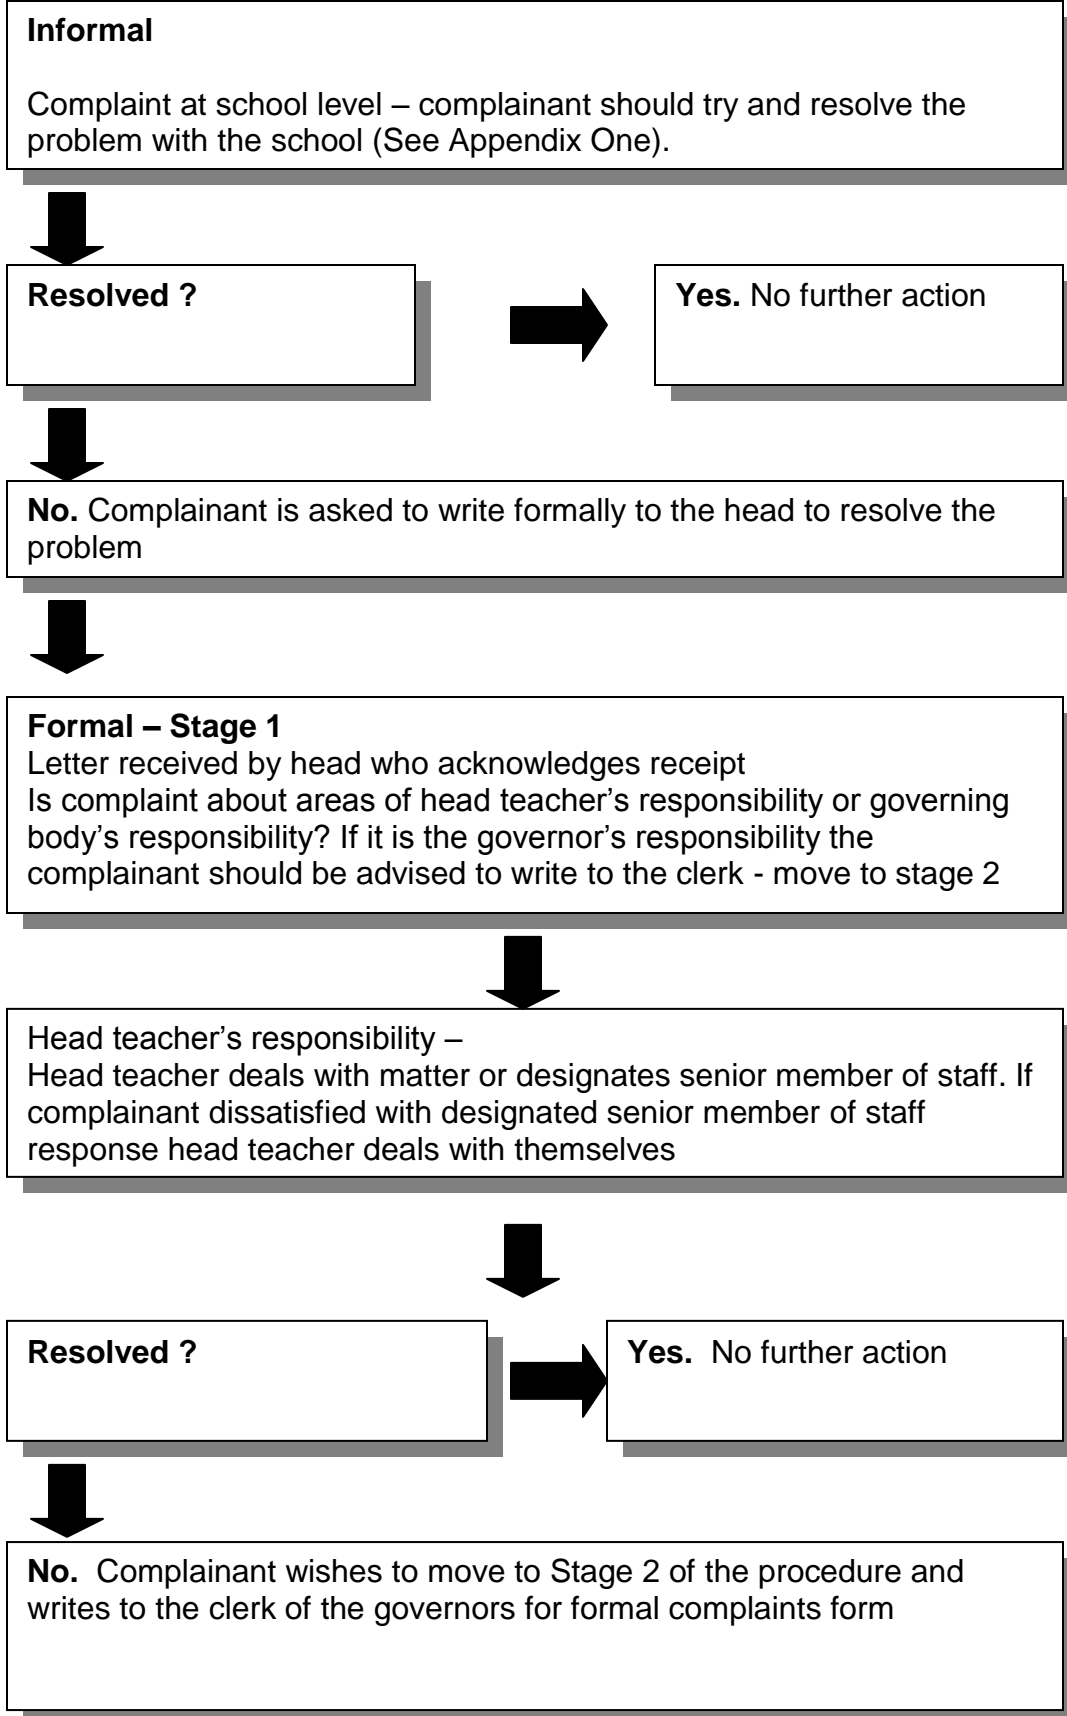 Informal
Complaint at school level – complainant should try and resolve the
problem with the school (See Appendix One).
Resolved ?
Yes. No further action
No. Complainant is asked to write formally to the head to resolve the
problem
Formal – Stage 1
Letter received by head who acknowledges receipt
Is complaint about areas of head teacher’s responsibility or governing
body’s responsibility? If it is the governor’s responsibility the
complainant should be advised to write to the clerk - move to stage 2
Head teacher’s responsibility –
Head teacher deals with matter or designates senior member of staff. If
complainant dissatisfied with designated senior member of staff
response head teacher deals with themselves
Resolved ?
Yes. No further action
No. Complainant wishes to move to Stage 2 of the procedure and
writes to the clerk of the governors for formal complaints form